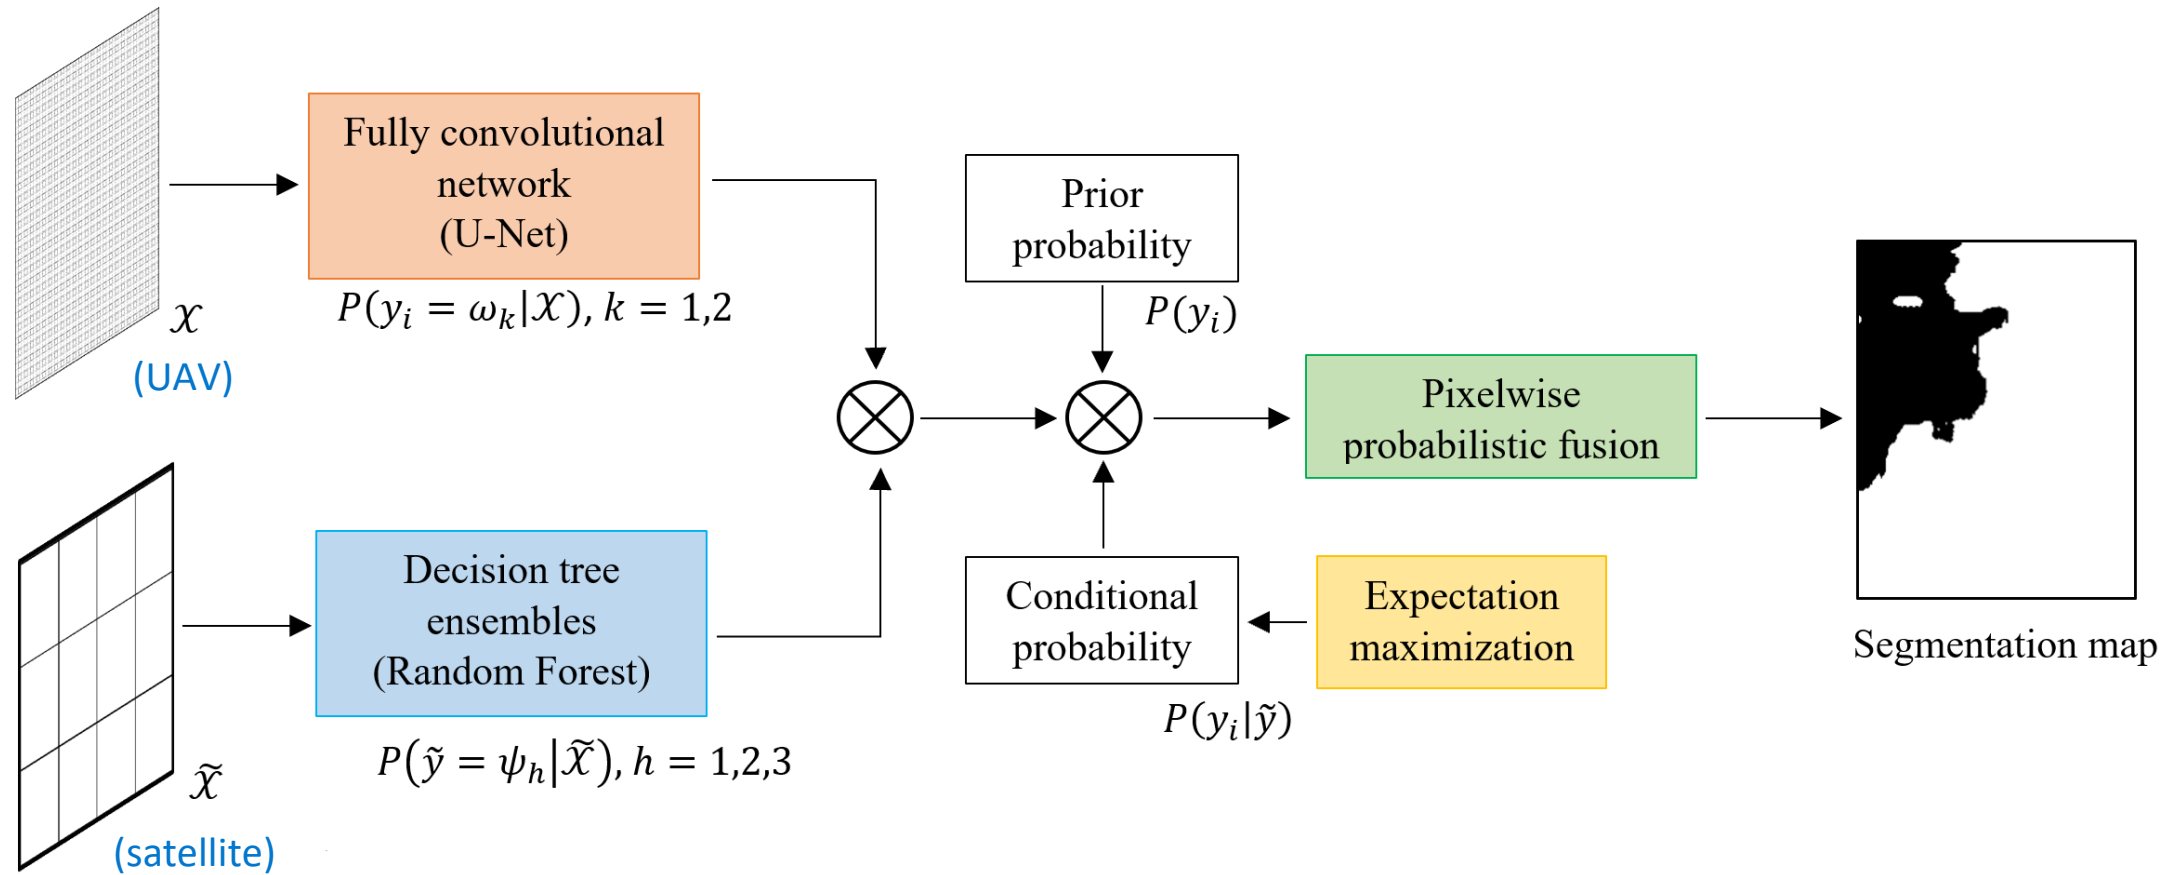 𝒳
(UAV)
Fully convolutional
network
(U-Net)
P(yᵢ = ωₖ|𝒳), k = 1,2
𝒳̃
(satellite)
Decision tree
ensembles
(Random Forest)
P(ỹ = ψₕ|𝒳̃), h = 1,2,3
Prior
probability
P(yᵢ)
Conditional
probability
P(yᵢ|ỹ)
Expectation
maximization
Pixelwise
probabilistic fusion
Segmentation map